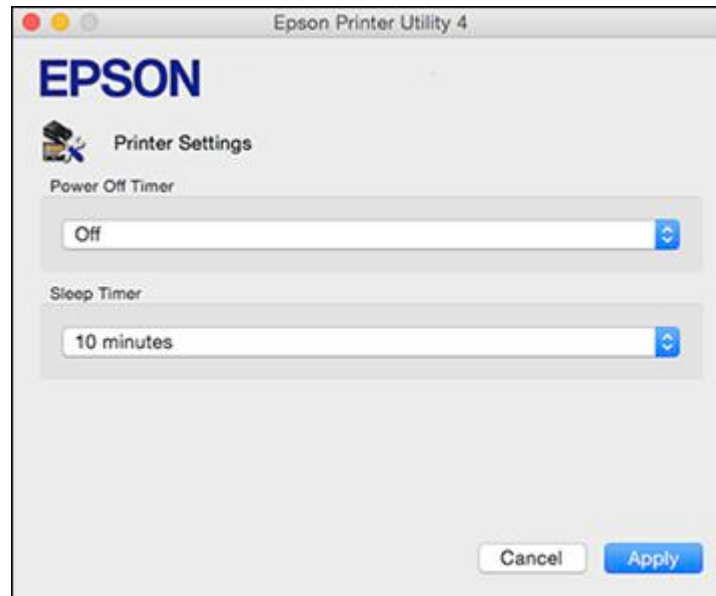 Epson Printer Utility 4
EPSON
Printer Settings
Power Off Timer
Off
Sleep Timer
10 minutes
Cancel Apply